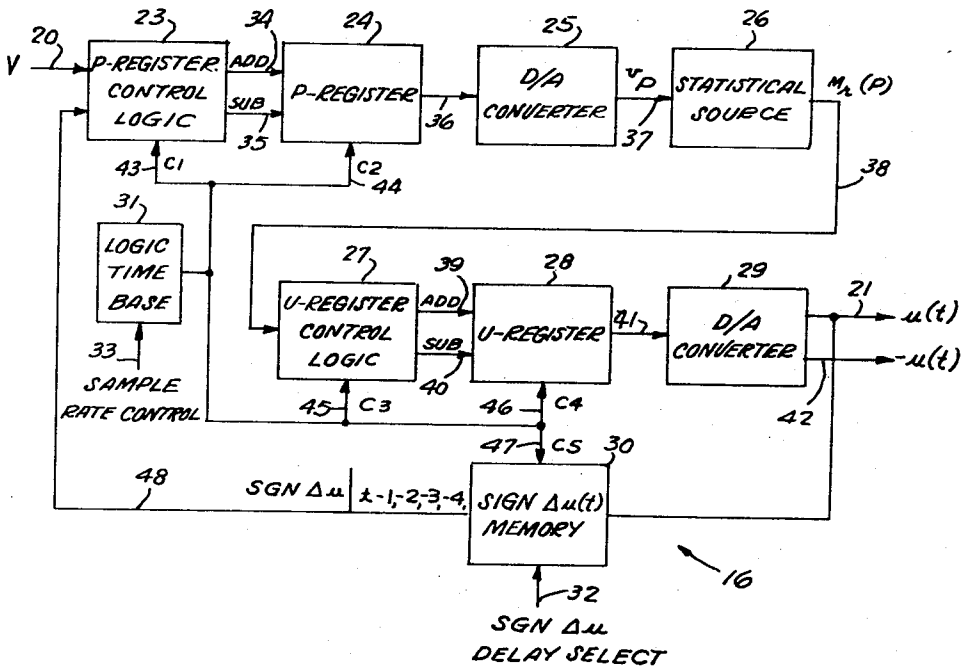 20
V
23
P-REGISTER
CONTROL
LOGIC
34
ADD
SUB
35
24
P-REGISTER
36
25
D/A
CONVERTER
vp
37
26
STATISTICAL
SOURCE
Mr(P)
38
43
C1
C2
44
31
LOGIC
TIME
BASE
33
SAMPLE
RATE CONTROL
27
U-REGISTER
CONTROL
LOGIC
39
ADD
SUB
40
28
U-REGISTER
41
29
D/A
CONVERTER
21
u(t)
-u(t)
42
45
C3
46
C4
47
C5
30
48
SGN Δu
t-1,-2,-3,-4,
SIGN Δu(t)
MEMORY
16
32
SGN Δu
DELAY SELECT